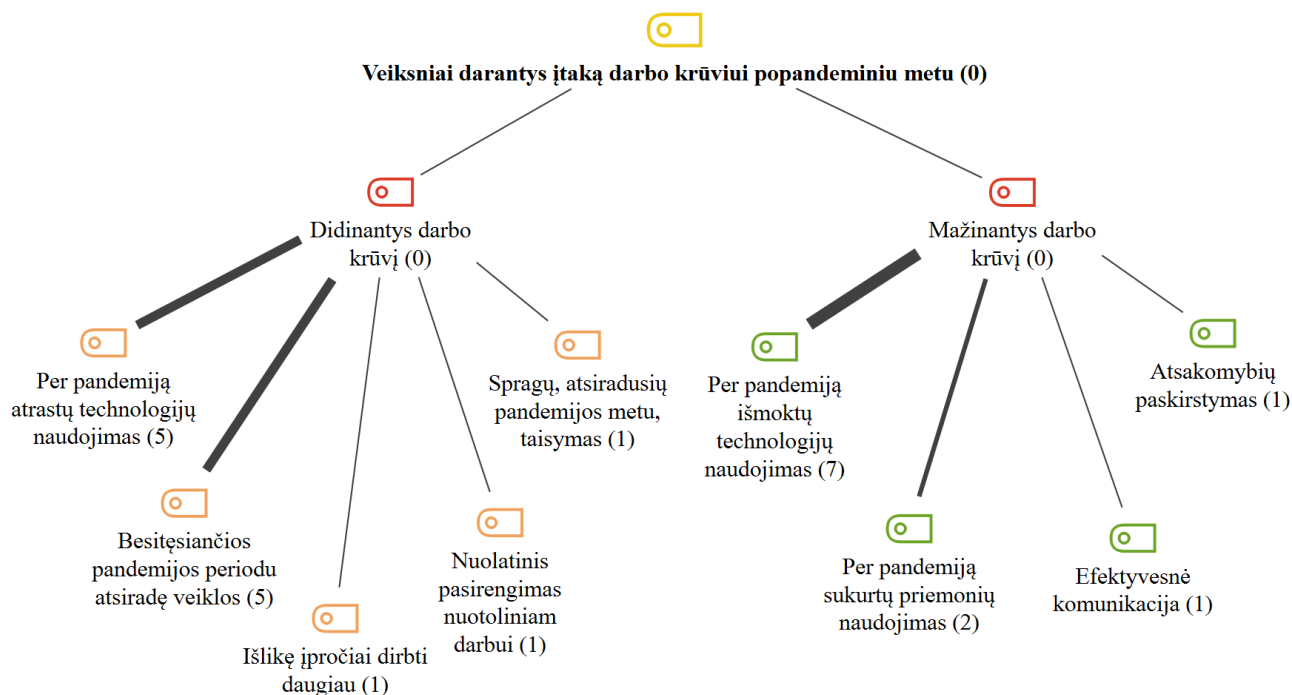 Veiksniai darantys įtaką darbo krūviui popandeminiu metu (0)
Didinantys darbo
krūvį (0)
Mažinantys darbo
krūvį (0)
Per pandemiją
atrastų technologijų
naudojimas (5)
Spragų, atsiradusių
pandemijos metu,
taisymas (1)
Per pandemiją
išmoktų
technologijų
naudojimas (7)
Atsakomybių
paskirstymas (1)
Besitęsiančios
pandemijos periodu
atsiradę veiklos (5)
Nuolatinis
pasirengimas
nuotoliniam
darbui (1)
Per pandemiją
sukurtų priemonių
naudojimas (2)
Efektyvesnė
komunikacija (1)
Išlikę įpročiai dirbti
daugiau (1)